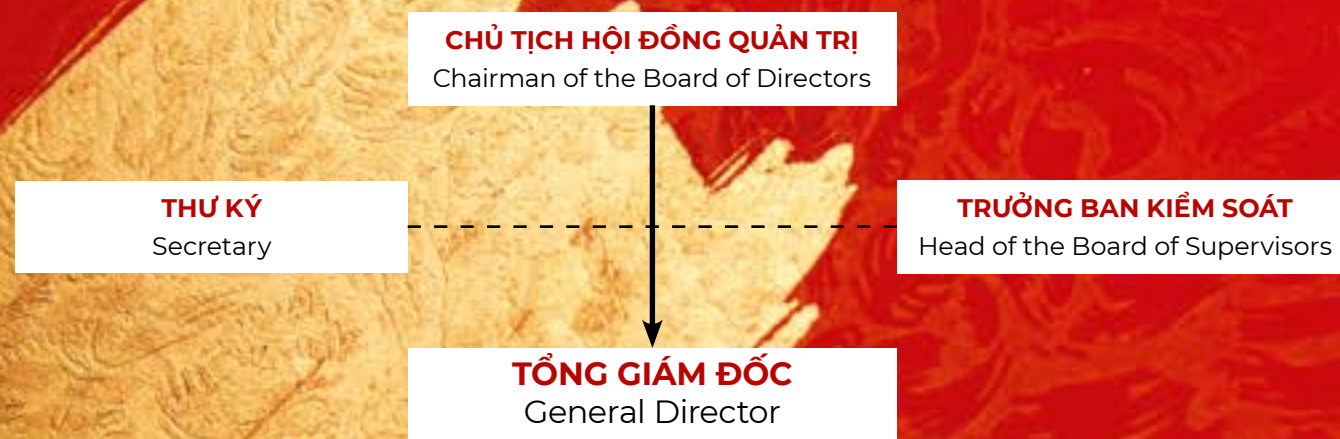 CHỦ TỊCH HỘI ĐỒNG QUẢN TRỊ
Chairman of the Board of Directors
THƯ KÝ
Secretary
TRƯỞNG BAN KIỂM SOÁT
Head of the Board of Supervisors
TỔNG GIÁM ĐỐC
General Director